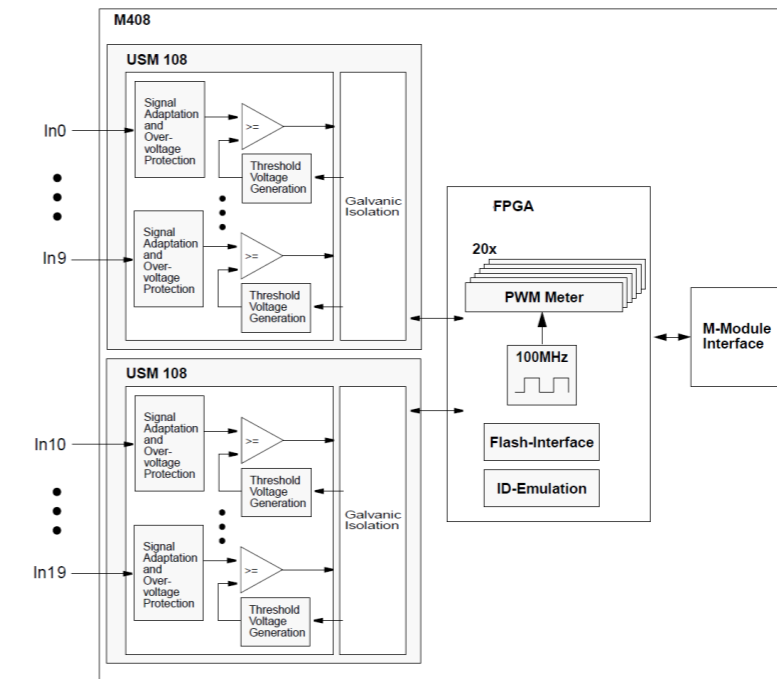 M408
USM 108
Signal
Adaptation
and
Over-
voltage
Protection
In0
>=
Threshold
Voltage
Generation
Galvanic
Isolation
Signal
Adaptation
and
Over-
voltage
Protection
In9
>=
Threshold
Voltage
Generation
USM 108
Signal
Adaptation
and
Over-
voltage
Protection
In10
>=
Threshold
Voltage
Generation
Galvanic
Isolation
Signal
Adaptation
and
Over-
voltage
Protection
In19
>=
Threshold
Voltage
Generation
FPGA
20x
PWM Meter
100MHz
Flash-Interface
ID-Emulation
M-Module
Interface